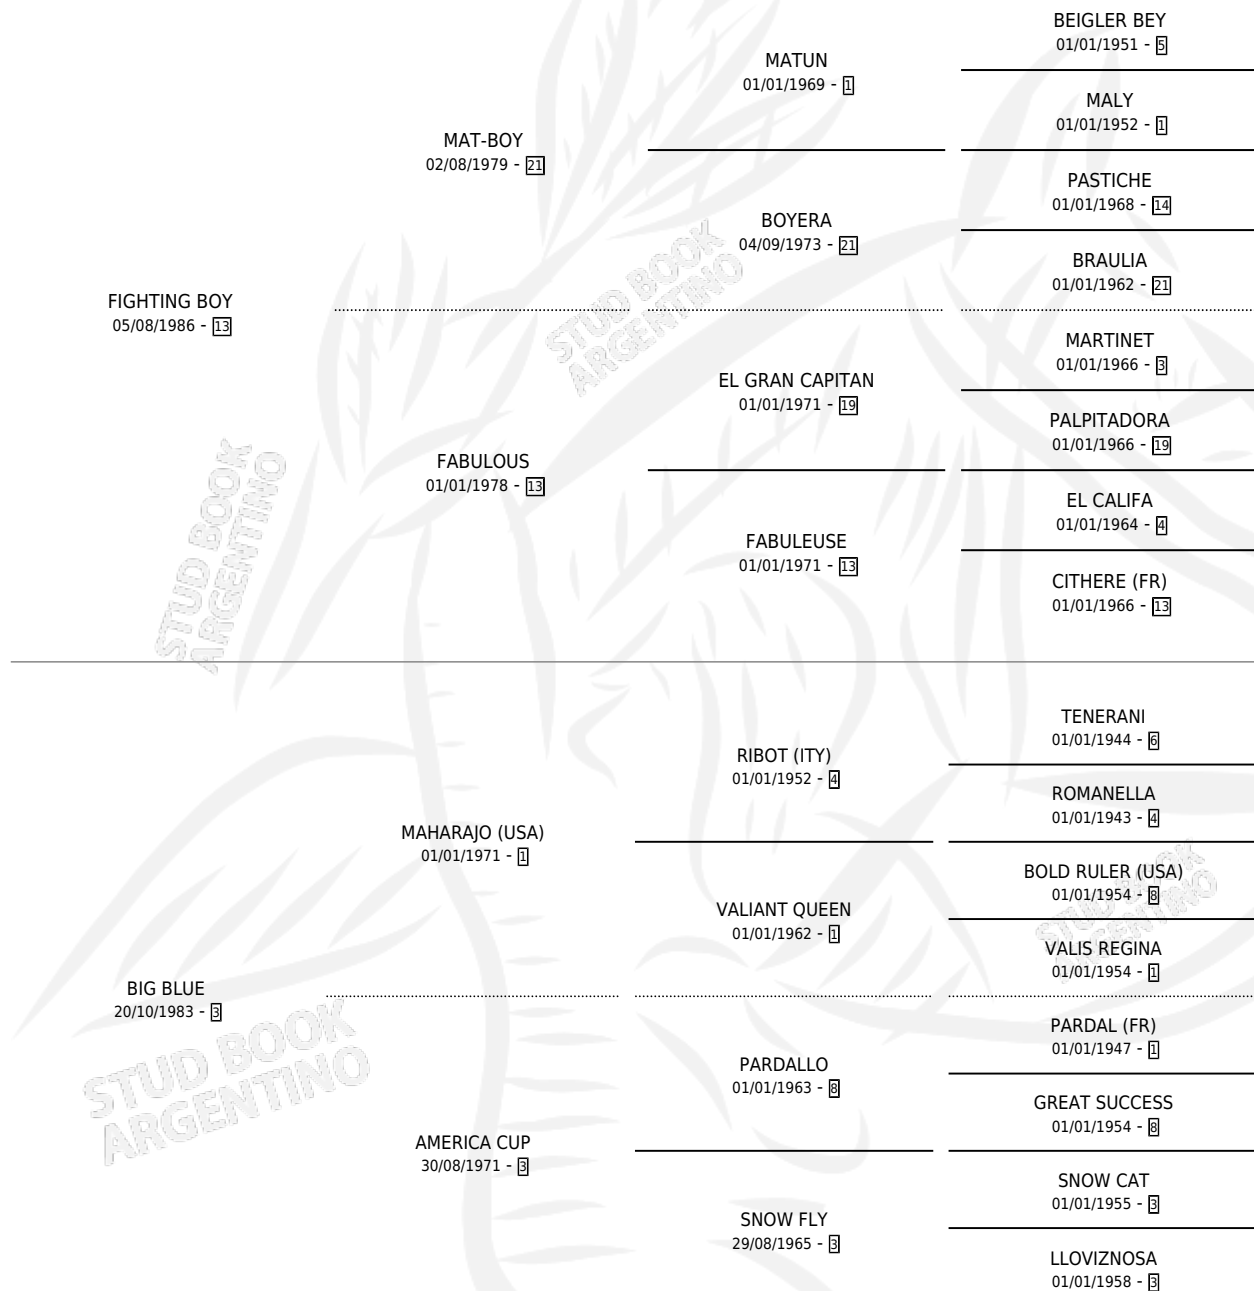 BEIGLER BEY
01/01/1951 - 5
MATUN
01/01/1969 - 1
MALY
01/01/1952 - 1
MAT-BOY
02/08/1979 - 21
PASTICHE
01/01/1968 - 14
BOYERA
04/09/1973 - 21
BRAULIA
01/01/1962 - 21
FIGHTING BOY
05/08/1986 - 13
STUD BOOK
ARGENTINO
MARTINET
01/01/1966 - 3
EL GRAN CAPITAN
01/01/1971 - 19
PALPITADORA
01/01/1966 - 19
FABULOUS
01/01/1978 - 13
EL CALIFA
01/01/1964 - 4
FABULEUSE
01/01/1971 - 13
CITHERE (FR)
01/01/1966 - 13
STUD BOOK
ARGENTINO
TENERANI
01/01/1944 - 6
RIBOT (ITY)
01/01/1952 - 4
ROMANELLA
01/01/1943 - 4
MAHARAJO (USA)
01/01/1971 - 1
BOLD RULER (USA)
01/01/1954 - 8
VALIANT QUEEN
01/01/1962 - 1
STUD BOOK
ARGENTINO
VALIS REGINA
01/01/1954 - 1
BIG BLUE
20/10/1983 - 3
PARDAL (FR)
01/01/1947 - 1
PARDALLO
01/01/1963 - 8
STUD BOOK
ARGENTINO
GREAT SUCCESS
01/01/1954 - 8
AMERICA CUP
30/08/1971 - 3
SNOW CAT
01/01/1955 - 3
SNOW FLY
29/08/1965 - 3
LLOVIZNOSA
01/01/1958 - 3